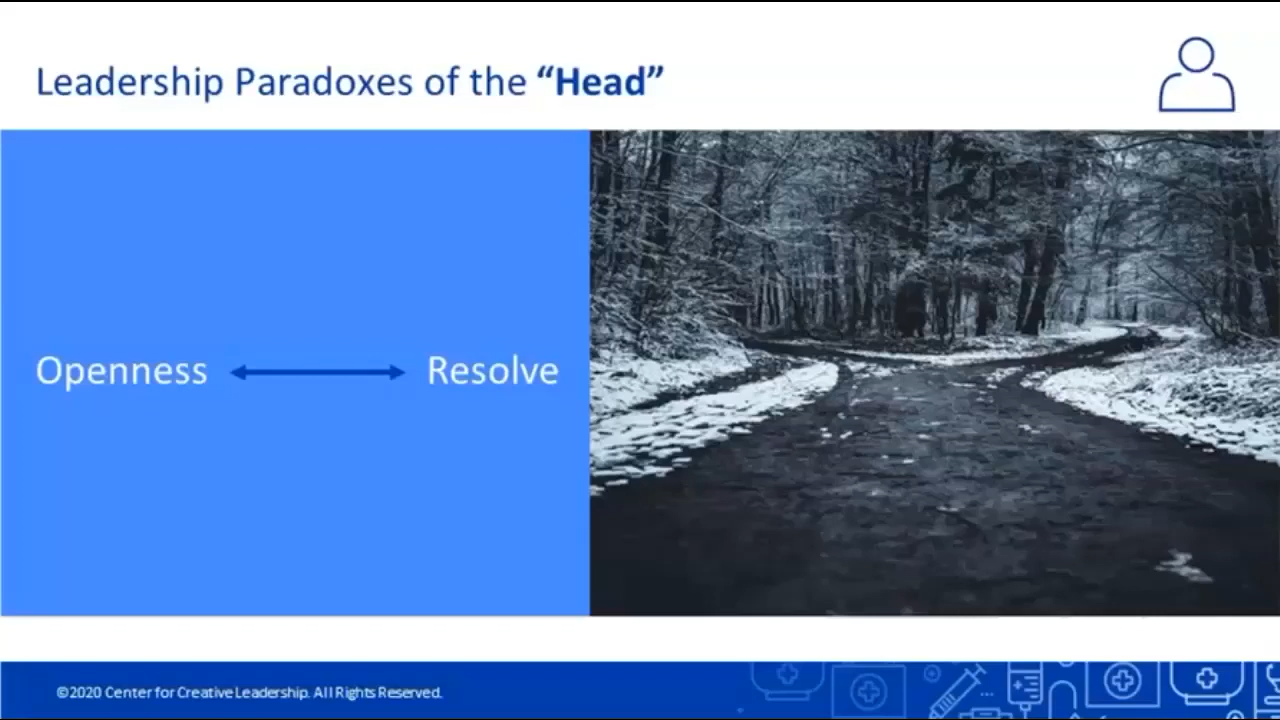 Leadership Paradoxes of the “Head”
Openness
Resolve
©2020 Center for Creative Leadership. All Rights Reserved.